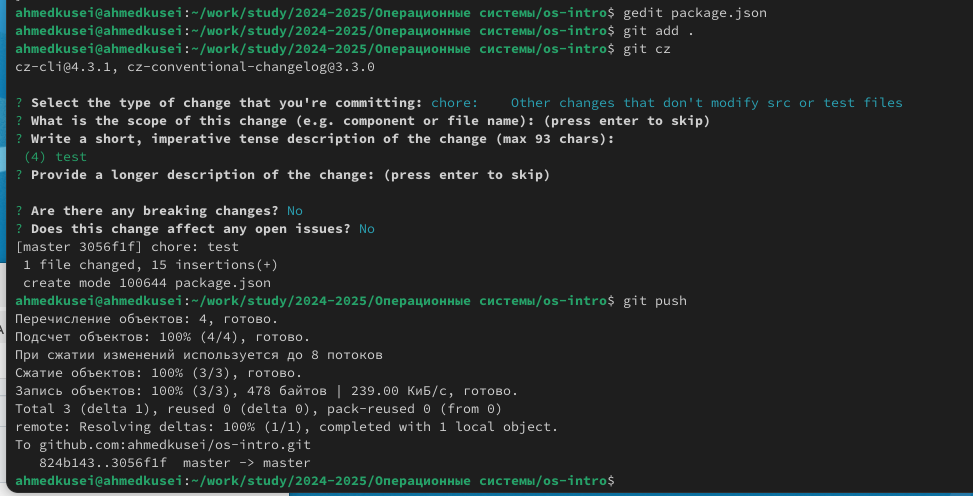 ahmedkusei@ahmedkusei:~/work/study/2024-2025/Операционные системы/os-intro$ gedit package.json
ahmedkusei@ahmedkusei:~/work/study/2024-2025/Операционные системы/os-intro$ git add .
ahmedkusei@ahmedkusei:~/work/study/2024-2025/Операционные системы/os-intro$ git cz
cz-cli@4.3.1, cz-conventional-changelog@3.3.0
? Select the type of change that you're committing: chore:    Other changes that don't modify src or test files
? What is the scope of this change (e.g. component or file name): (press enter to skip)
? Write a short, imperative tense description of the change (max 93 chars):
 (4) test
? Provide a longer description of the change: (press enter to skip)
? Are there any breaking changes? No
? Does this change affect any open issues? No
[master 3056f1f] chore: test
 1 file changed, 15 insertions(+)
 create mode 100644 package.json
ahmedkusei@ahmedkusei:~/work/study/2024-2025/Операционные системы/os-intro$ git push
Перечисление объектов: 4, готово.
Подсчет объектов: 100% (4/4), готово.
При сжатии изменений используется до 8 потоков
Сжатие объектов: 100% (3/3), готово.
Запись объектов: 100% (3/3), 478 байтов | 239.00 КиБ/с, готово.
Total 3 (delta 1), reused 0 (delta 0), pack-reused 0 (from 0)
remote: Resolving deltas: 100% (1/1), completed with 1 local object.
To github.com:ahmedkusei/os-intro.git
   824b143..3056f1f  master -> master
ahmedkusei@ahmedkusei:~/work/study/2024-2025/Операционные системы/os-intro$